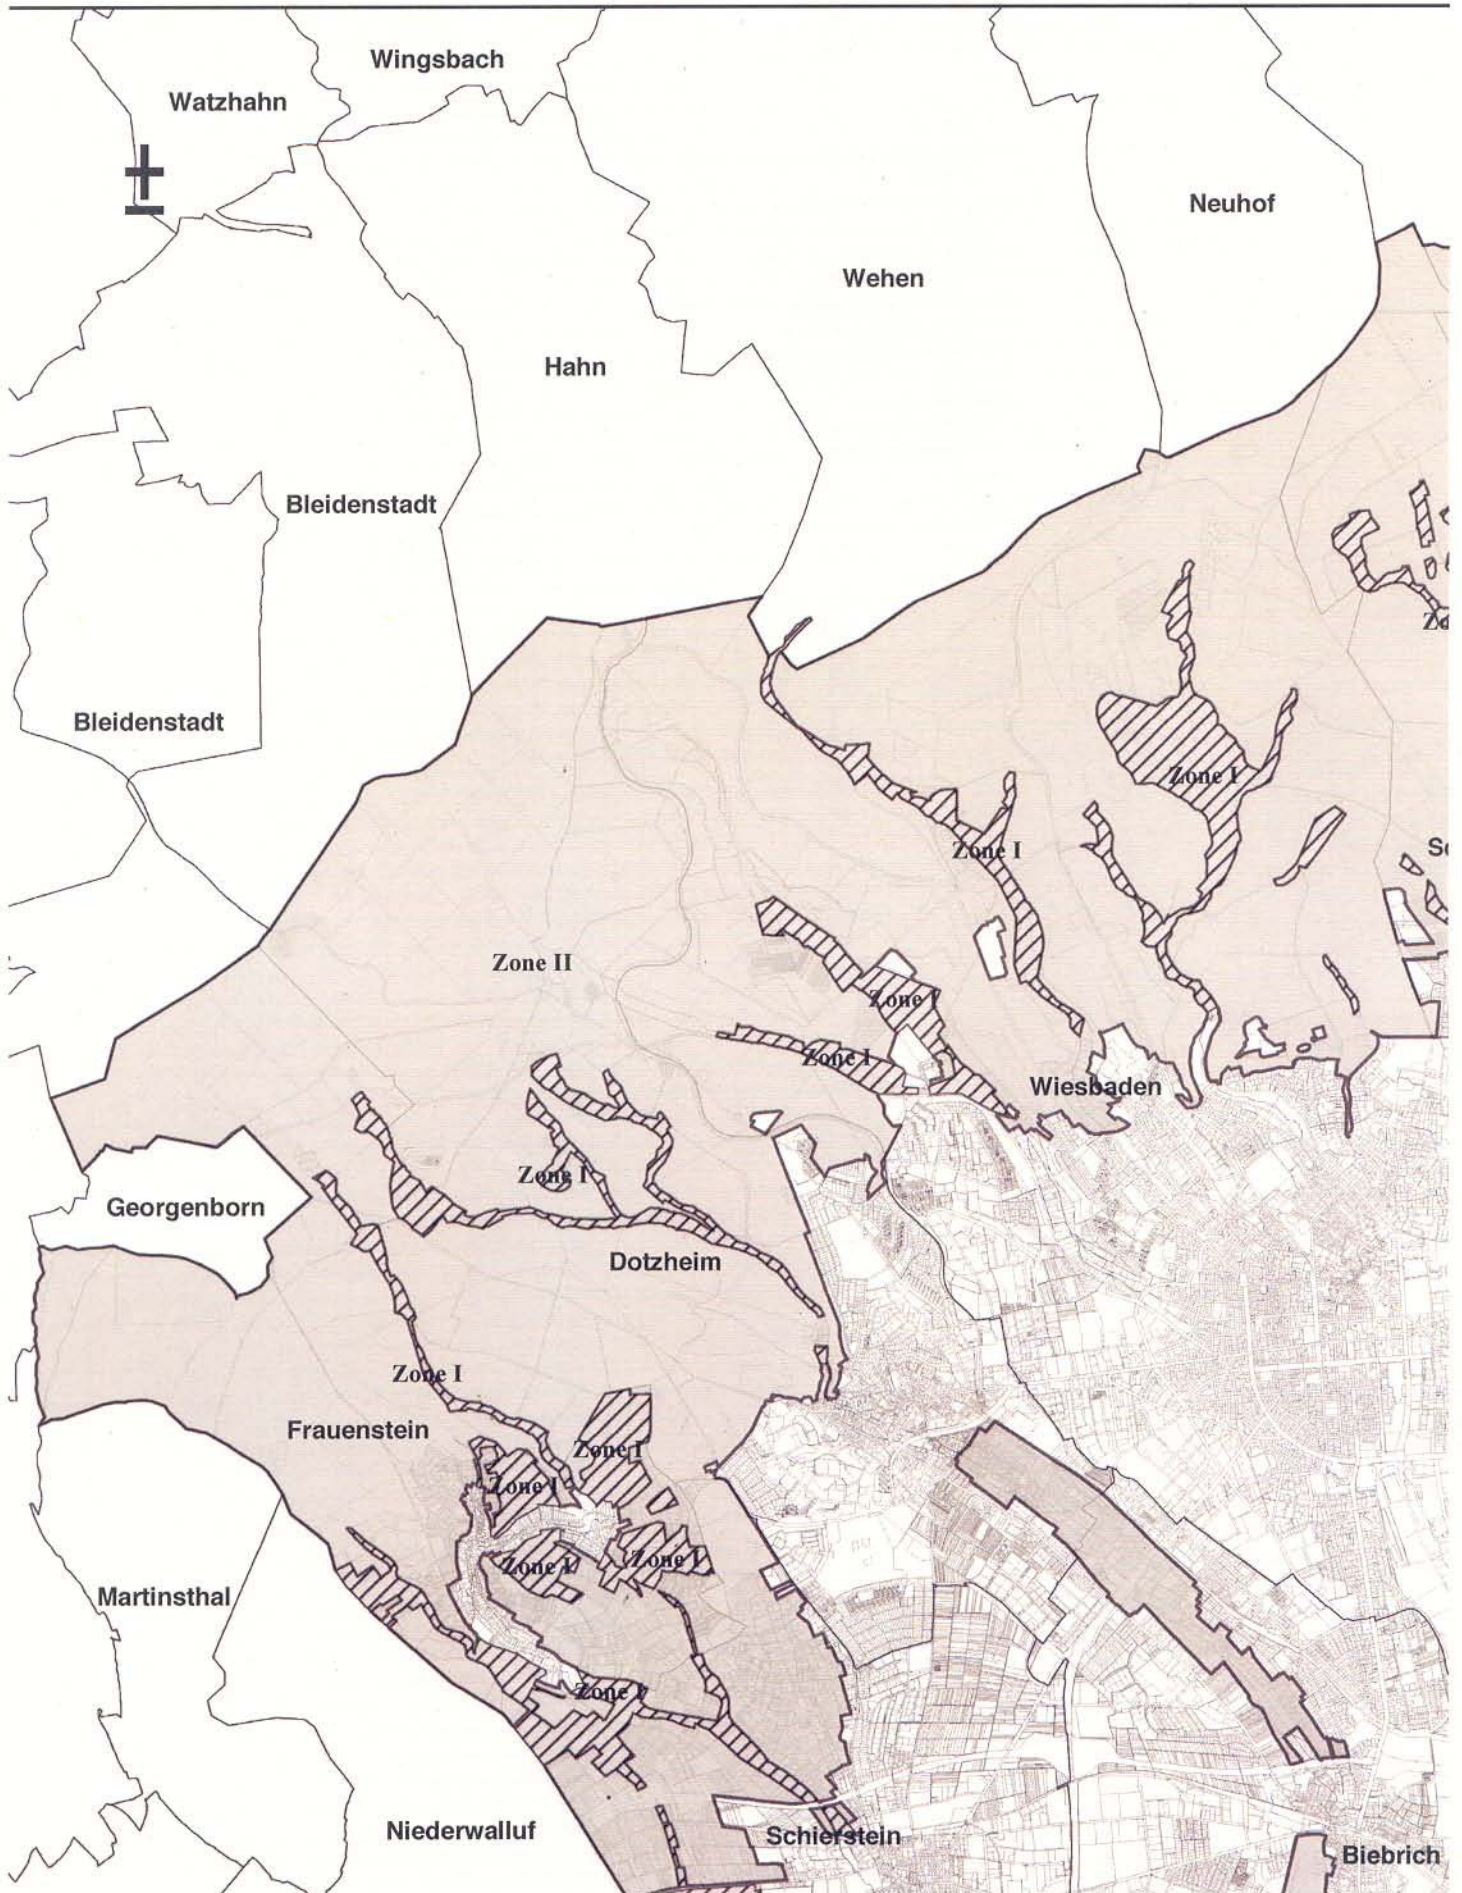 Wingsbach
Watzhahn
Neuhof
Wehen
Hahn
Bleidenstadt
Bleidenstadt
Zone I
Zone I
Zone II
Zone I
Zone I
Wiesbaden
Zone I
Georgenborn
Dotzheim
Zone I
Frauenstein
Zone I
Zone I
Zone I
Zone I
Martinsthal
Zone I
Niederwalluf
Schierstein
Biebrich